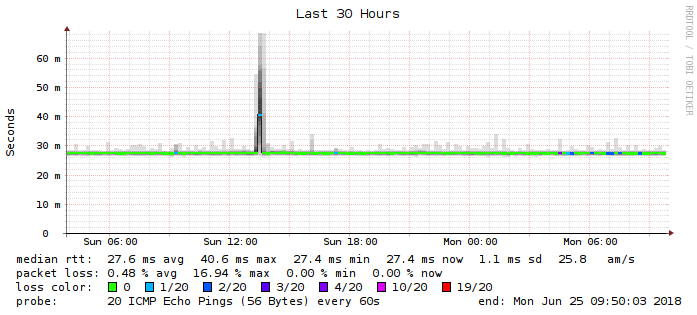 Last 30 Hours
RRDTOOL / TOBI OETIKER
Seconds
60 m
50 m
40 m
30 m
20 m
10 m
0
Sun 06:00 Sun 12:00 Sun 18:00 Mon 00:00 Mon 06:00
median rtt: 27.6 ms avg 40.6 ms max 27.4 ms min 27.4 ms now 1.1 ms sd 25.8 am/s
packet loss: 0.48 % avg 16.94 % max 0.00 % min 0.00 % now
loss color: 0 1/20 2/20 3/20 4/20 10/20 19/20
probe: 20 ICMP Echo Pings (56 Bytes) every 60s end: Mon Jun 25 09:50:03 2018